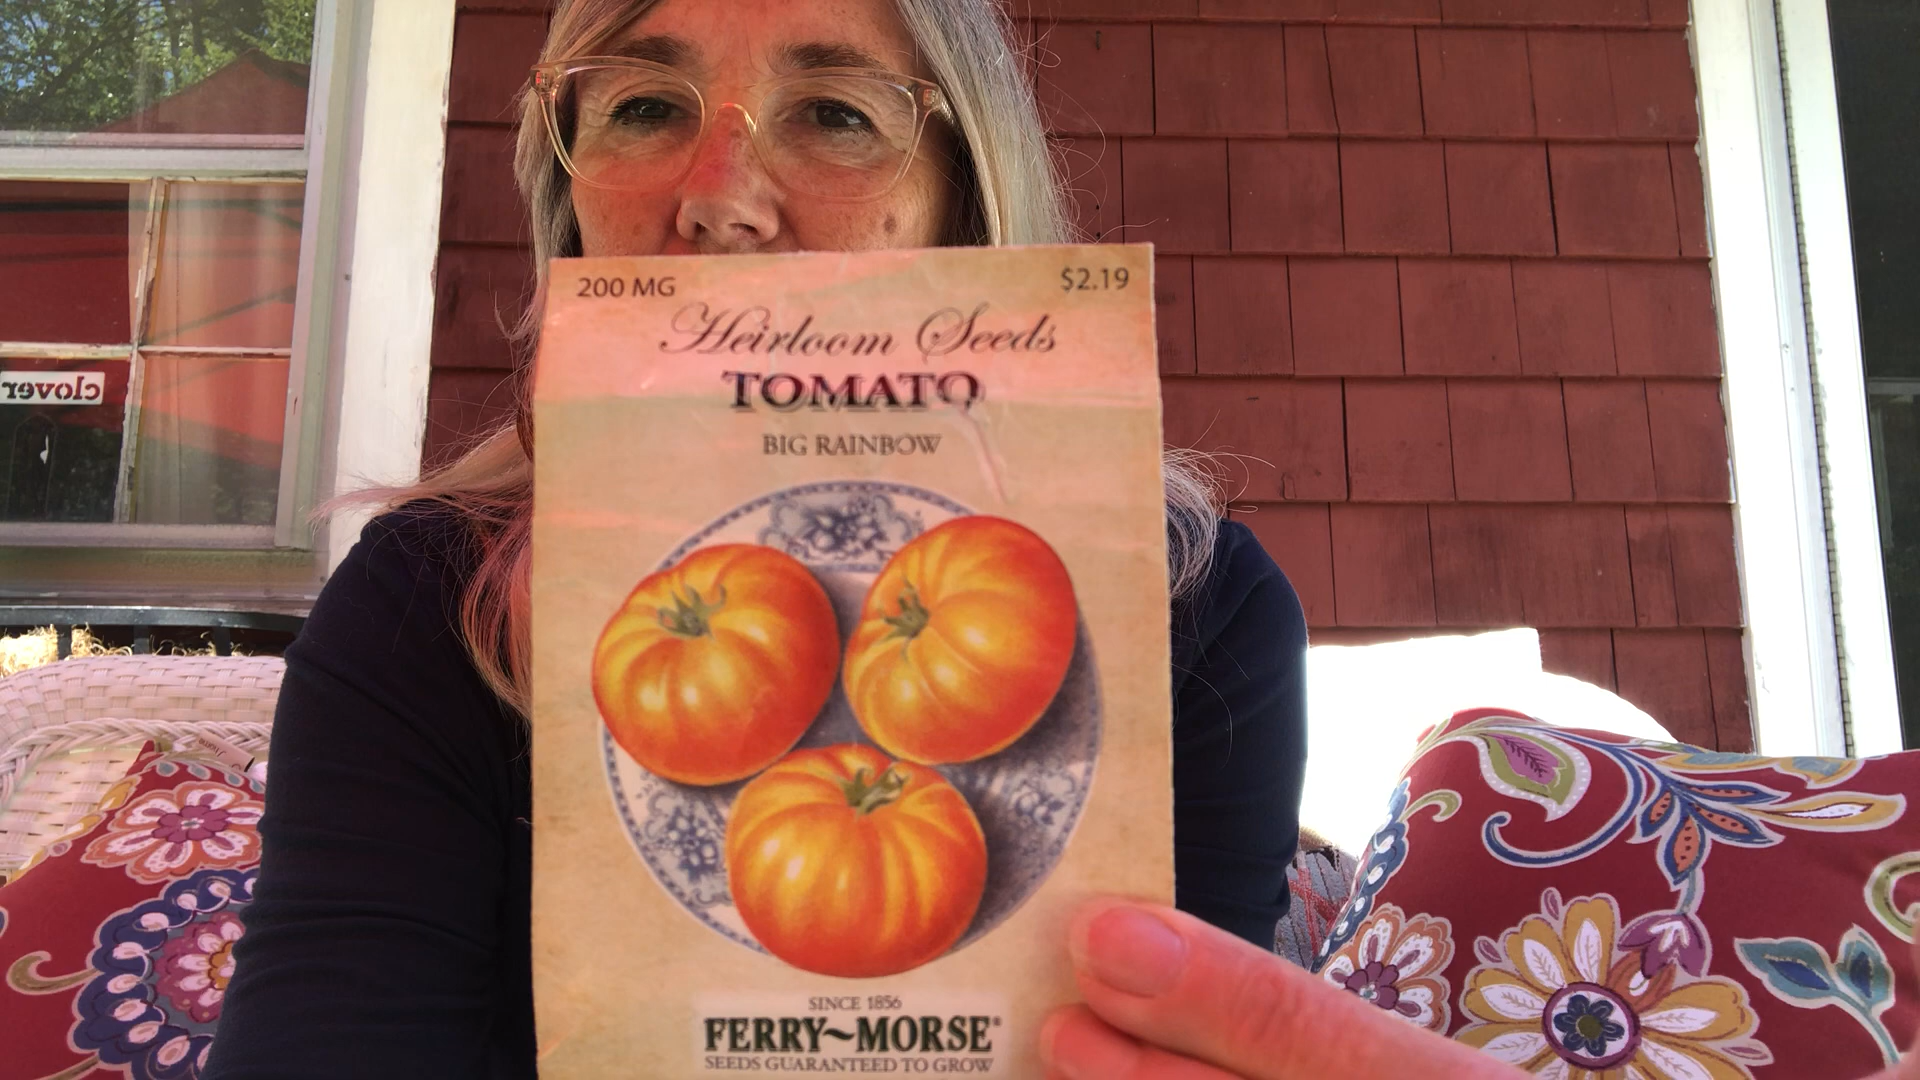 200 MG
$2.19
Heirloom Seeds
TOMATO
BIG RAINBOW
SINCE 1856
FERRY~MORSE®
SEEDS GUARANTEED TO GROW
clover